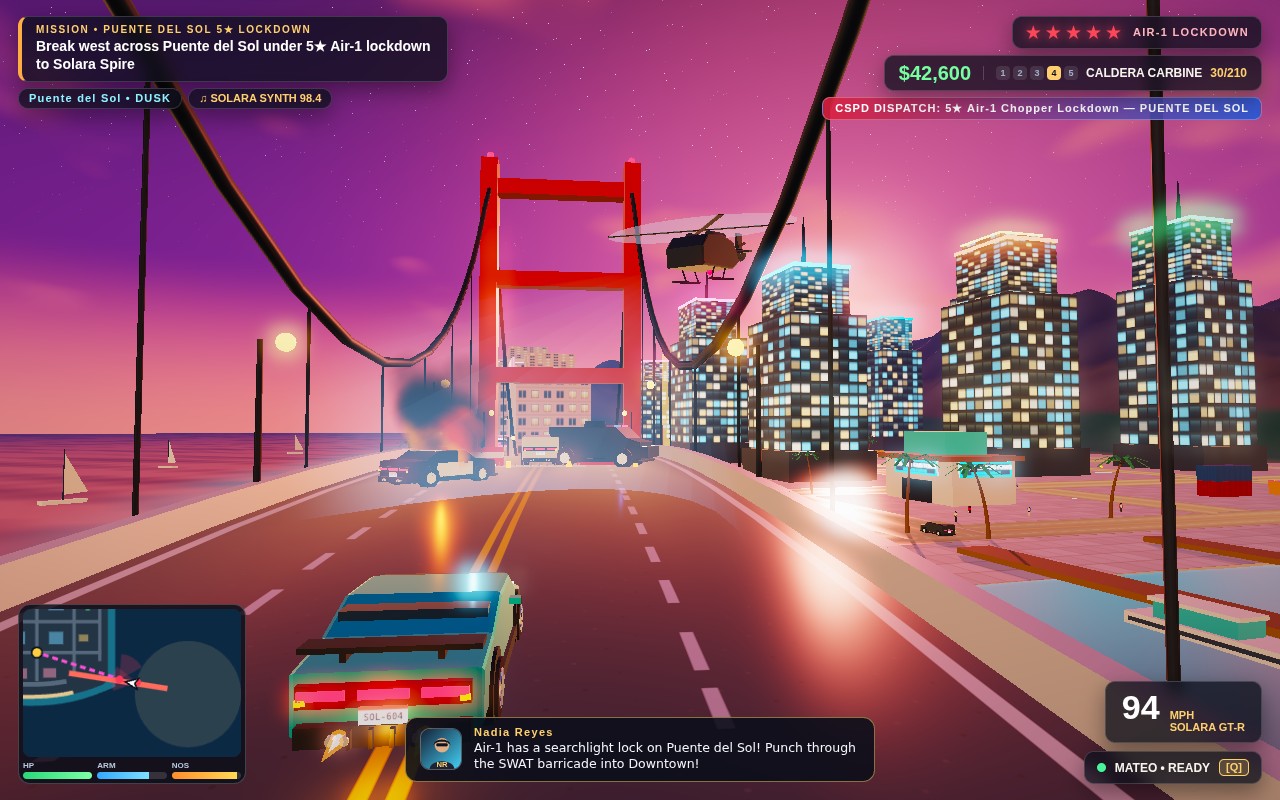 MISSION • PUENTE DEL SOL 5★ LOCKDOWN
Break west across Puente del Sol under 5★ Air-1 lockdown
to Solara Spire
Puente del Sol • DUSK
♫ SOLARA SYNTH 98.4
★★★★★ AIR-1 LOCKDOWN
$42,600
1 2 3 4 5 CALDERA CARBINE 30/210
CSPD DISPATCH: 5★ Air-1 Chopper Lockdown — PUENTE DEL SOL
SOL-604
HP ARM NOS
NR
Nadia Reyes
Air-1 has a searchlight lock on Puente del Sol! Punch through
the SWAT barricade into Downtown!
94 MPH
SOLARA GT-R
MATEO • READY [Q]